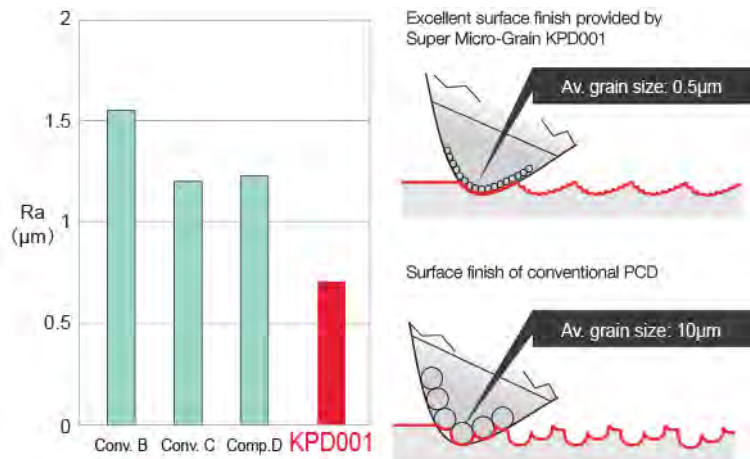 2
1.5
1
0.5
0
Ra
(μm)
Conv. B
Conv. C
Comp.D
KPD001
Excellent surface finish provided by
Super Micro-Grain KPD001
Av. grain size: 0.5μm
Surface finish of conventional PCD
Av. grain size: 10μm